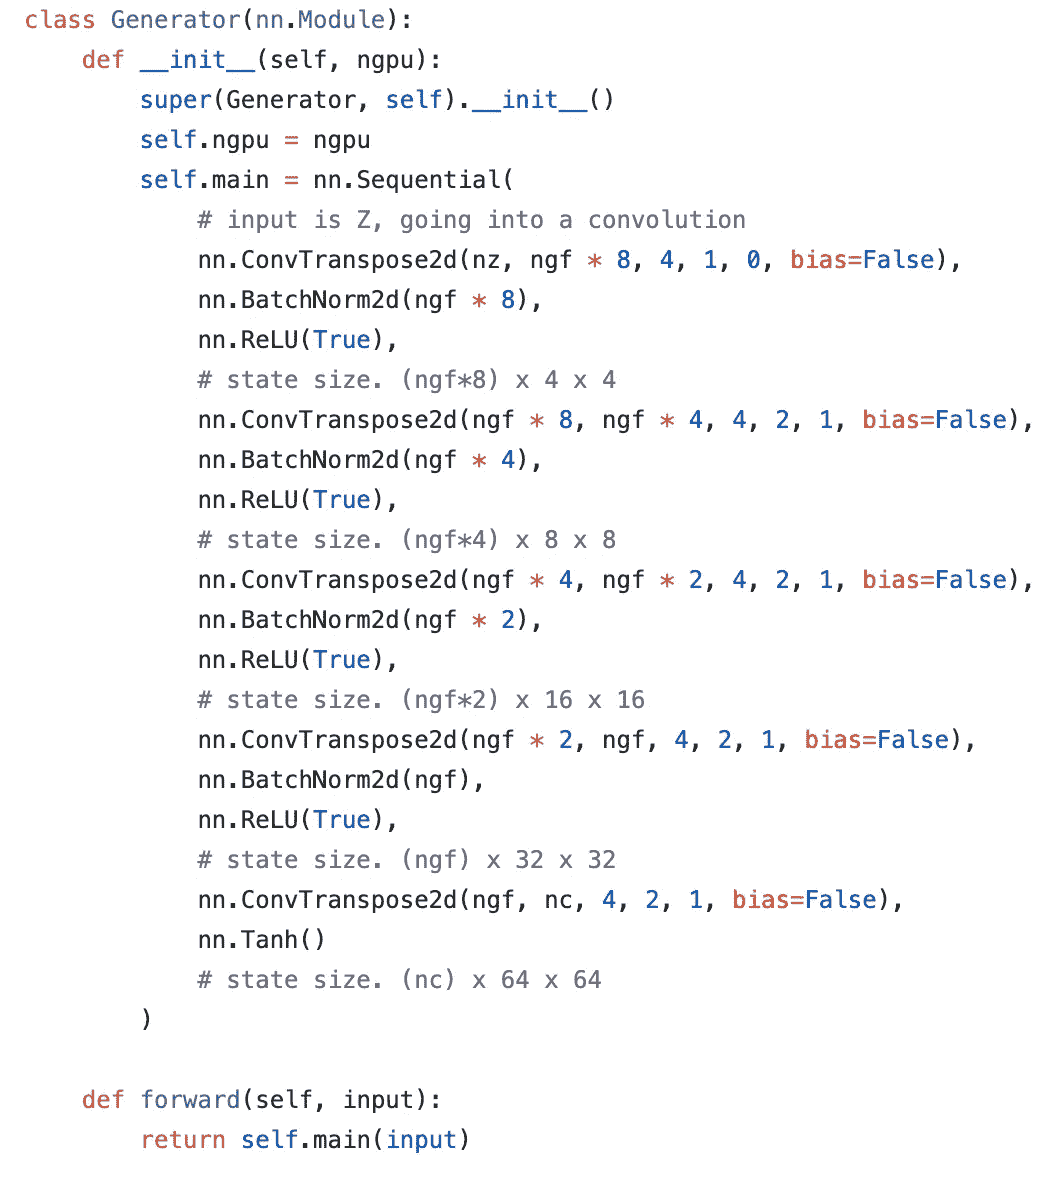 class Generator(nn.Module):
    def __init__(self, ngpu):
        super(Generator, self).__init__()
        self.ngpu = ngpu
        self.main = nn.Sequential(
            # input is Z, going into a convolution
            nn.ConvTranspose2d(nz, ngf * 8, 4, 1, 0, bias=False),
            nn.BatchNorm2d(ngf * 8),
            nn.ReLU(True),
            # state size. (ngf*8) x 4 x 4
            nn.ConvTranspose2d(ngf * 8, ngf * 4, 4, 2, 1, bias=False),
            nn.BatchNorm2d(ngf * 4),
            nn.ReLU(True),
            # state size. (ngf*4) x 8 x 8
            nn.ConvTranspose2d(ngf * 4, ngf * 2, 4, 2, 1, bias=False),
            nn.BatchNorm2d(ngf * 2),
            nn.ReLU(True),
            # state size. (ngf*2) x 16 x 16
            nn.ConvTranspose2d(ngf * 2, ngf, 4, 2, 1, bias=False),
            nn.BatchNorm2d(ngf),
            nn.ReLU(True),
            # state size. (ngf) x 32 x 32
            nn.ConvTranspose2d(ngf, nc, 4, 2, 1, bias=False),
            nn.Tanh()
            # state size. (nc) x 64 x 64
        )

    def forward(self, input):
        return self.main(input)